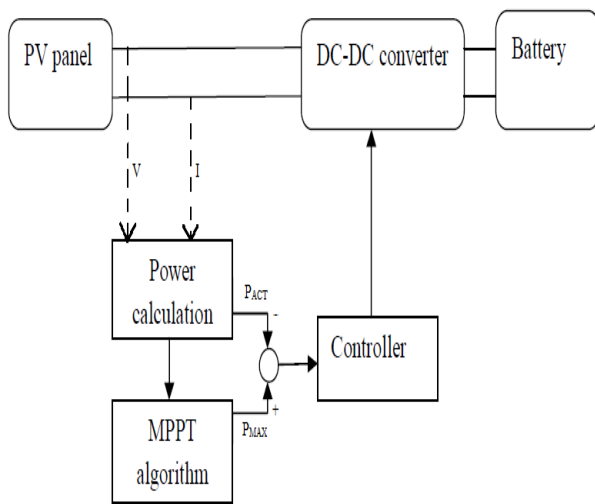 PV panel
DC-DC converter
Battery
V
I
Power
calculation
PACT
-
Controller
+
PMAX
MPPT
algorithm